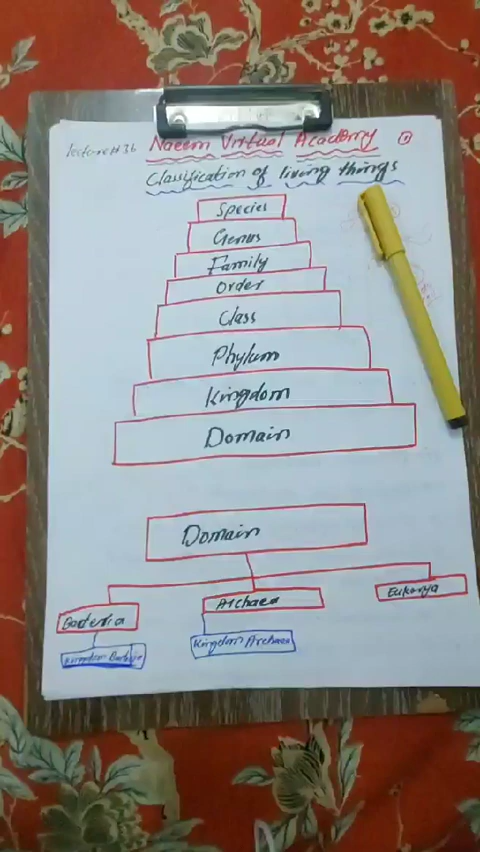 lecture#36 Naeem Virtual Academy
Classification of living things
Species
Genus
Family
Order
Class
Phylum
Kingdom
Domain
Domain
Bacteria Archaea Eukarya
Kingdom Bacteria Kingdom Archaea